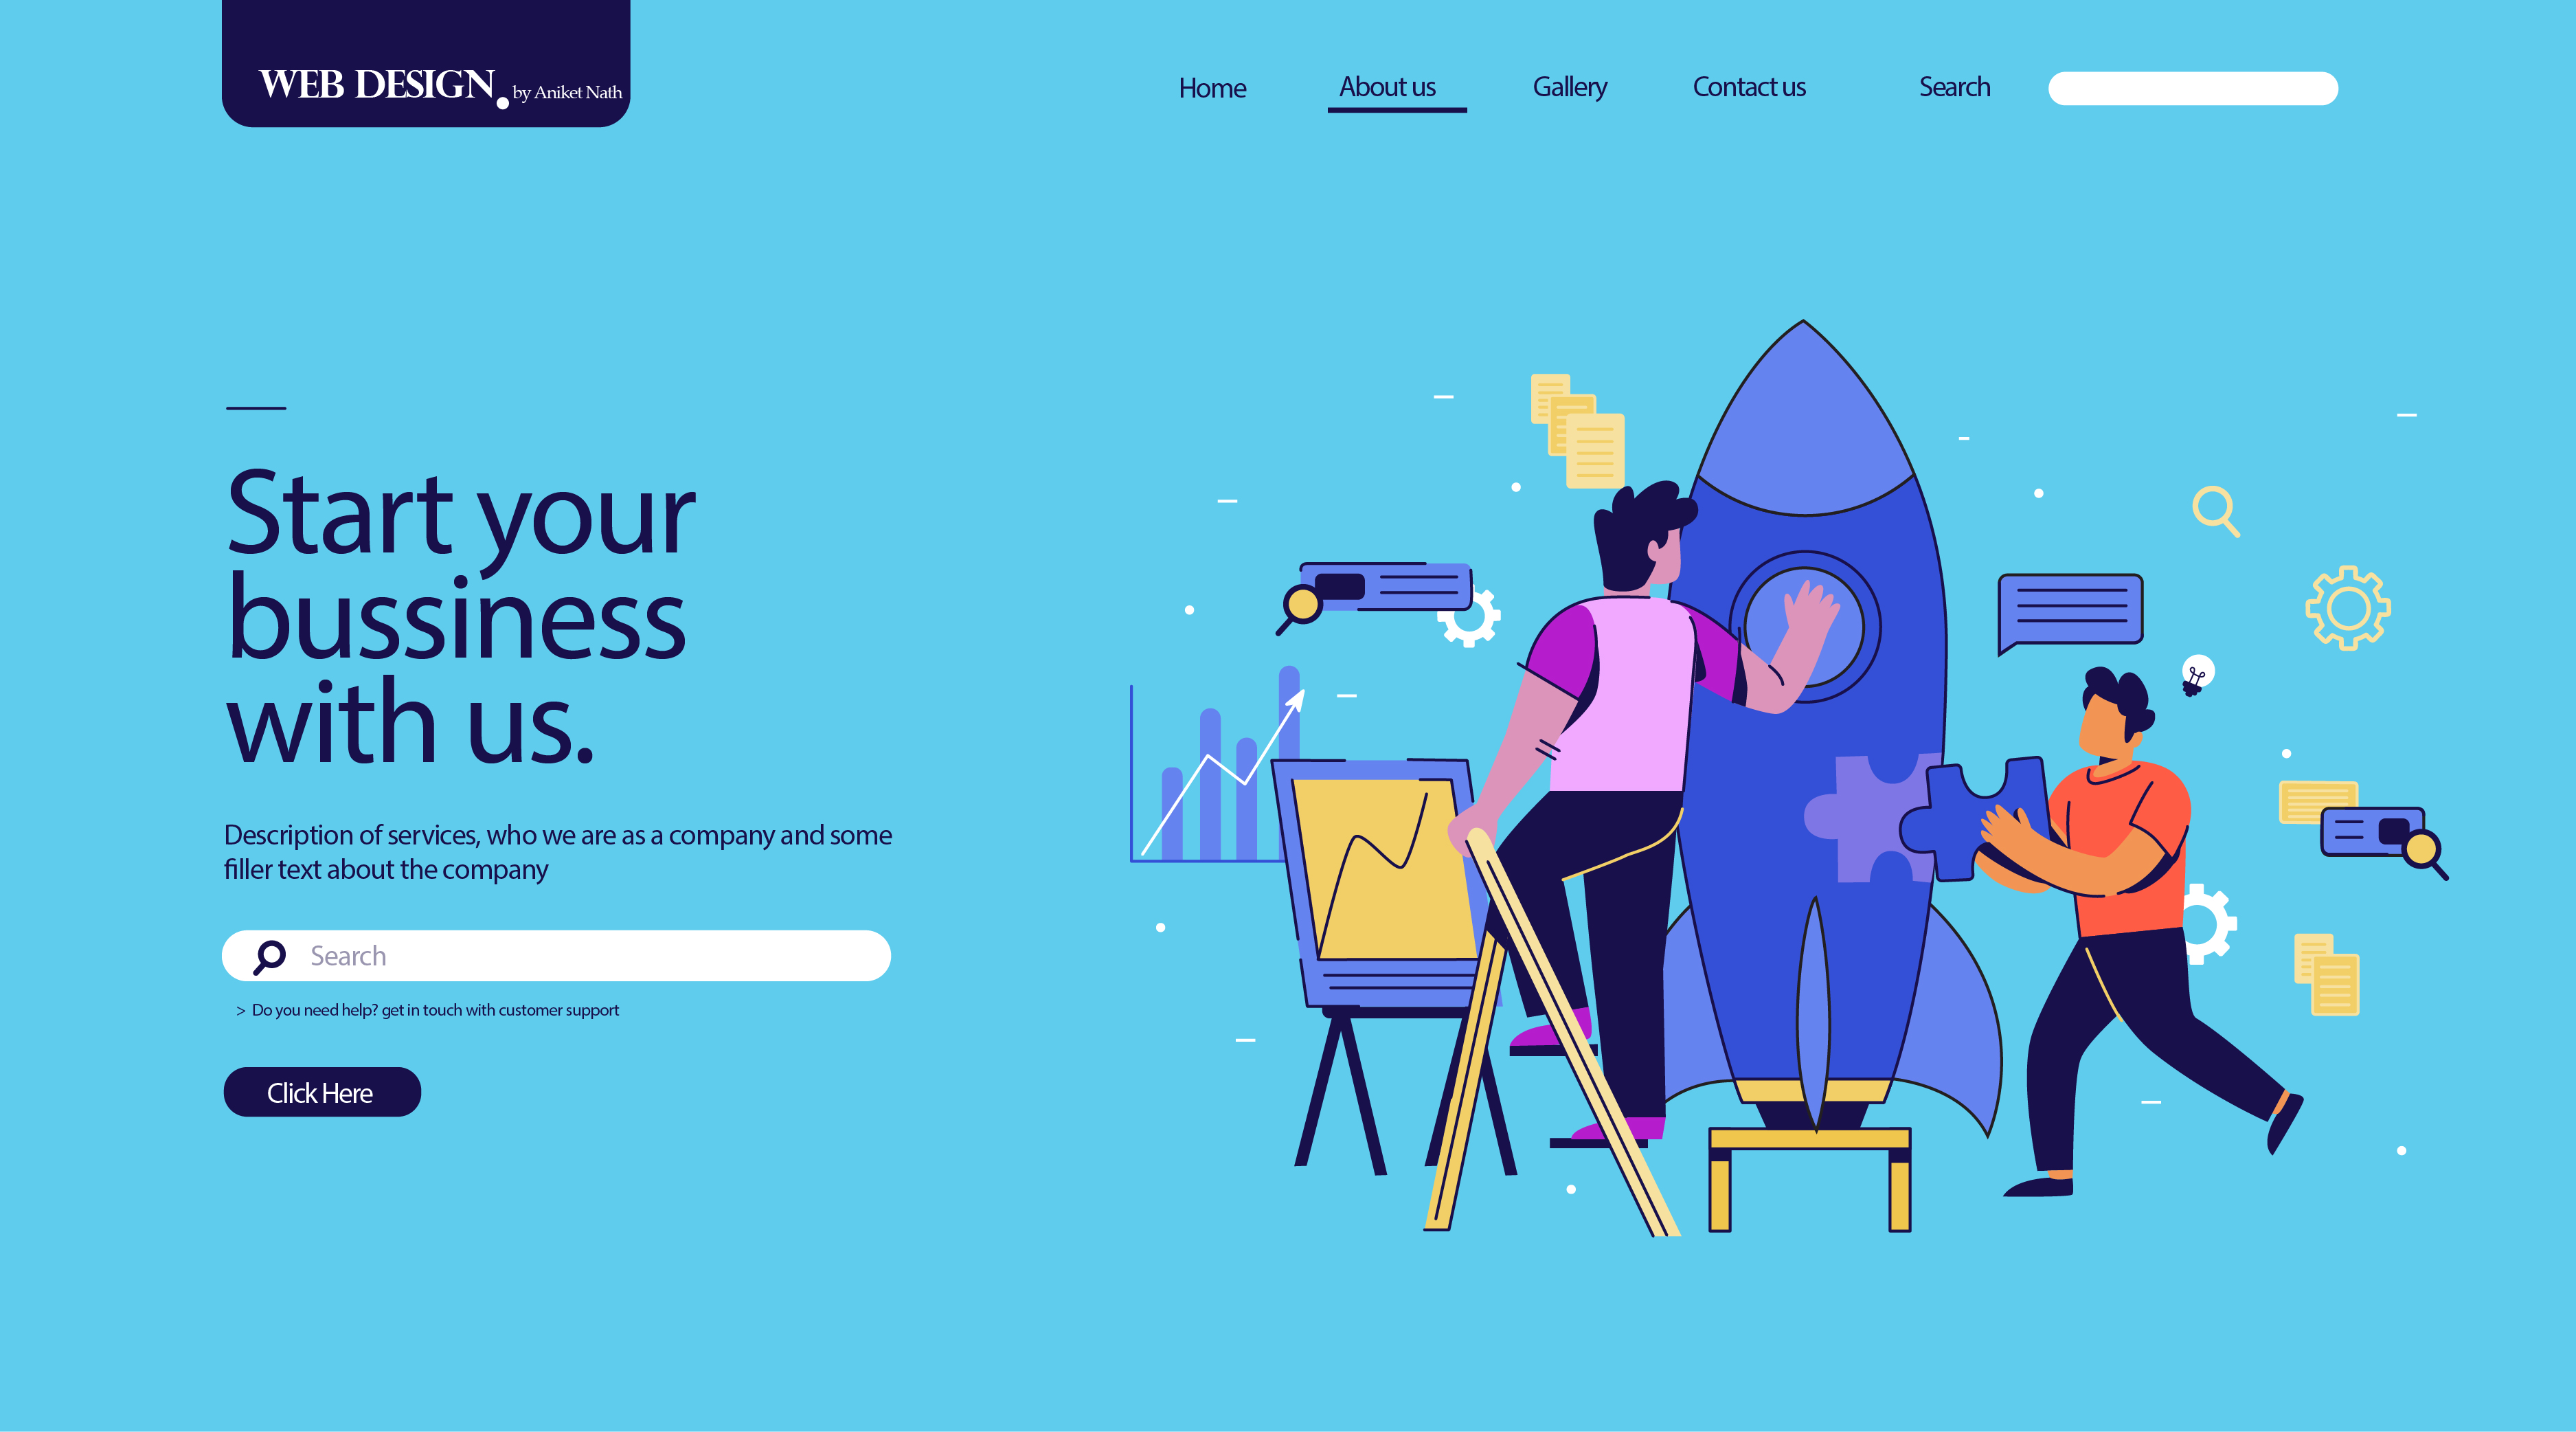 WEB DESIGN. by Aniket Nath
Home About us Gallery Contact us Search
Start your
bussiness
with us.
Description of services, who we are as a company and some
filler text about the company
Search
> Do you need help? get in touch with customer support
Click Here